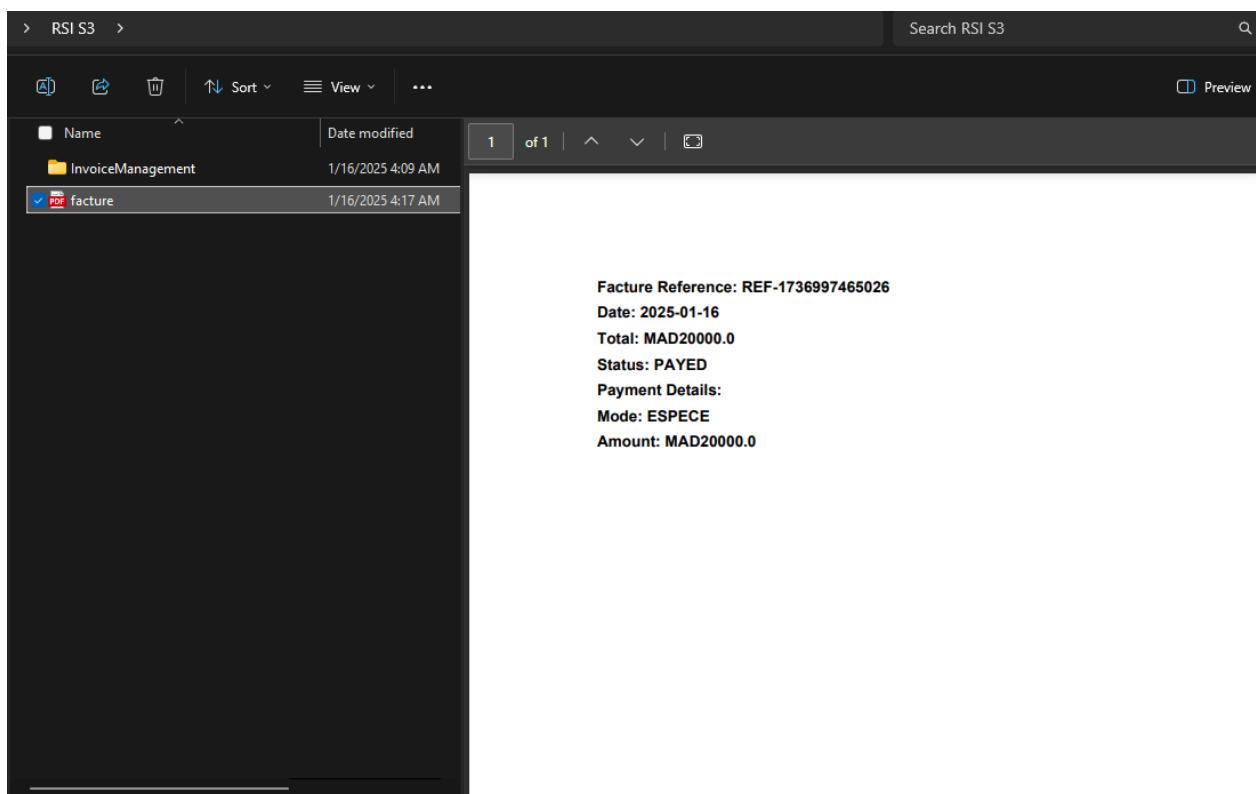 RSI S3
Search RSI S3
Sort
View
Preview
Name
Date modified
InvoiceManagement
1/16/2025 4:09 AM
PDF
facture
1/16/2025 4:17 AM
1 of 1
Facture Reference: REF-1736997465026
Date: 2025-01-16
Total: MAD20000.0
Status: PAYED
Payment Details:
Mode: ESPECE
Amount: MAD20000.0